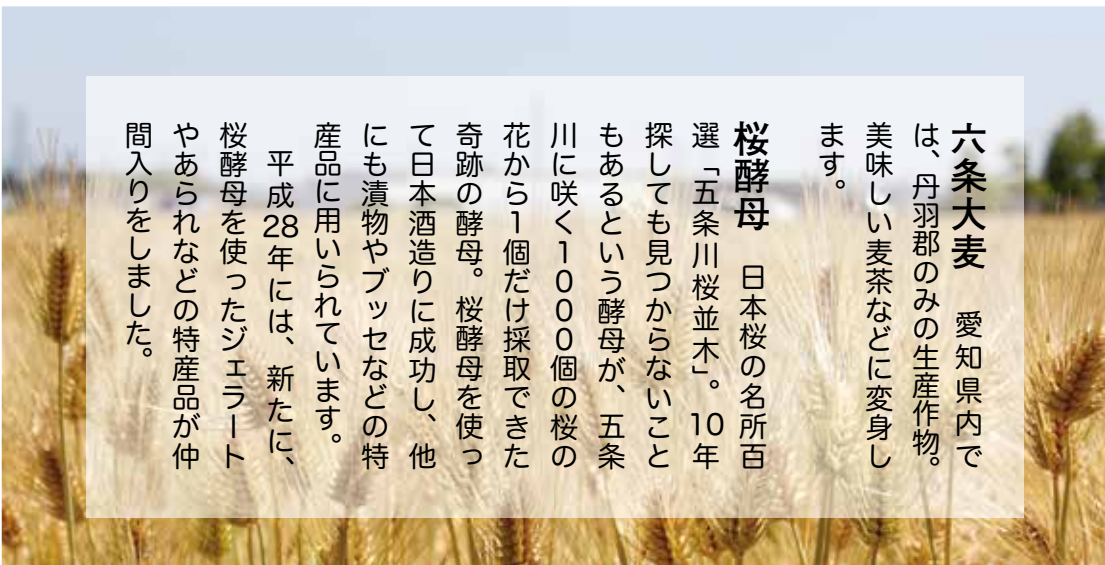 六条大麦　愛知県内で
は、丹羽郡のみの生産作物。
美味しい麦茶などに変身し
ます。
桜酵母　日本桜の名所百
選「五条川桜並木」。10年
探しても見つからないこと
もあるという酵母が、五条
川に咲く1000個の桜の
花から1個だけ採取できた
奇跡の酵母。桜酵母を使っ
て日本酒造りに成功し、他
にも漬物やブッセなどの特
産品に用いられています。
　平成28年には、新たに、
桜酵母を使ったジェラート
やあられなどの特産品が仲
間入りをしました。